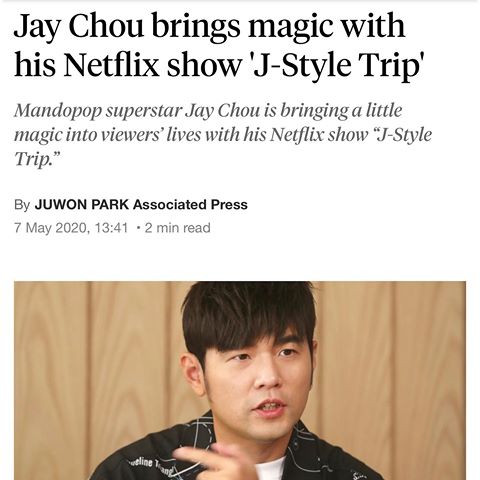 Jay Chou brings magic with
his Netflix show 'J-Style Trip'
Mandopop superstar Jay Chou is bringing a little
magic into viewers’ lives with his Netflix show “J-Style
Trip.”
By JUWON PARK Associated Press
7 May 2020, 13:41 • 2 min read